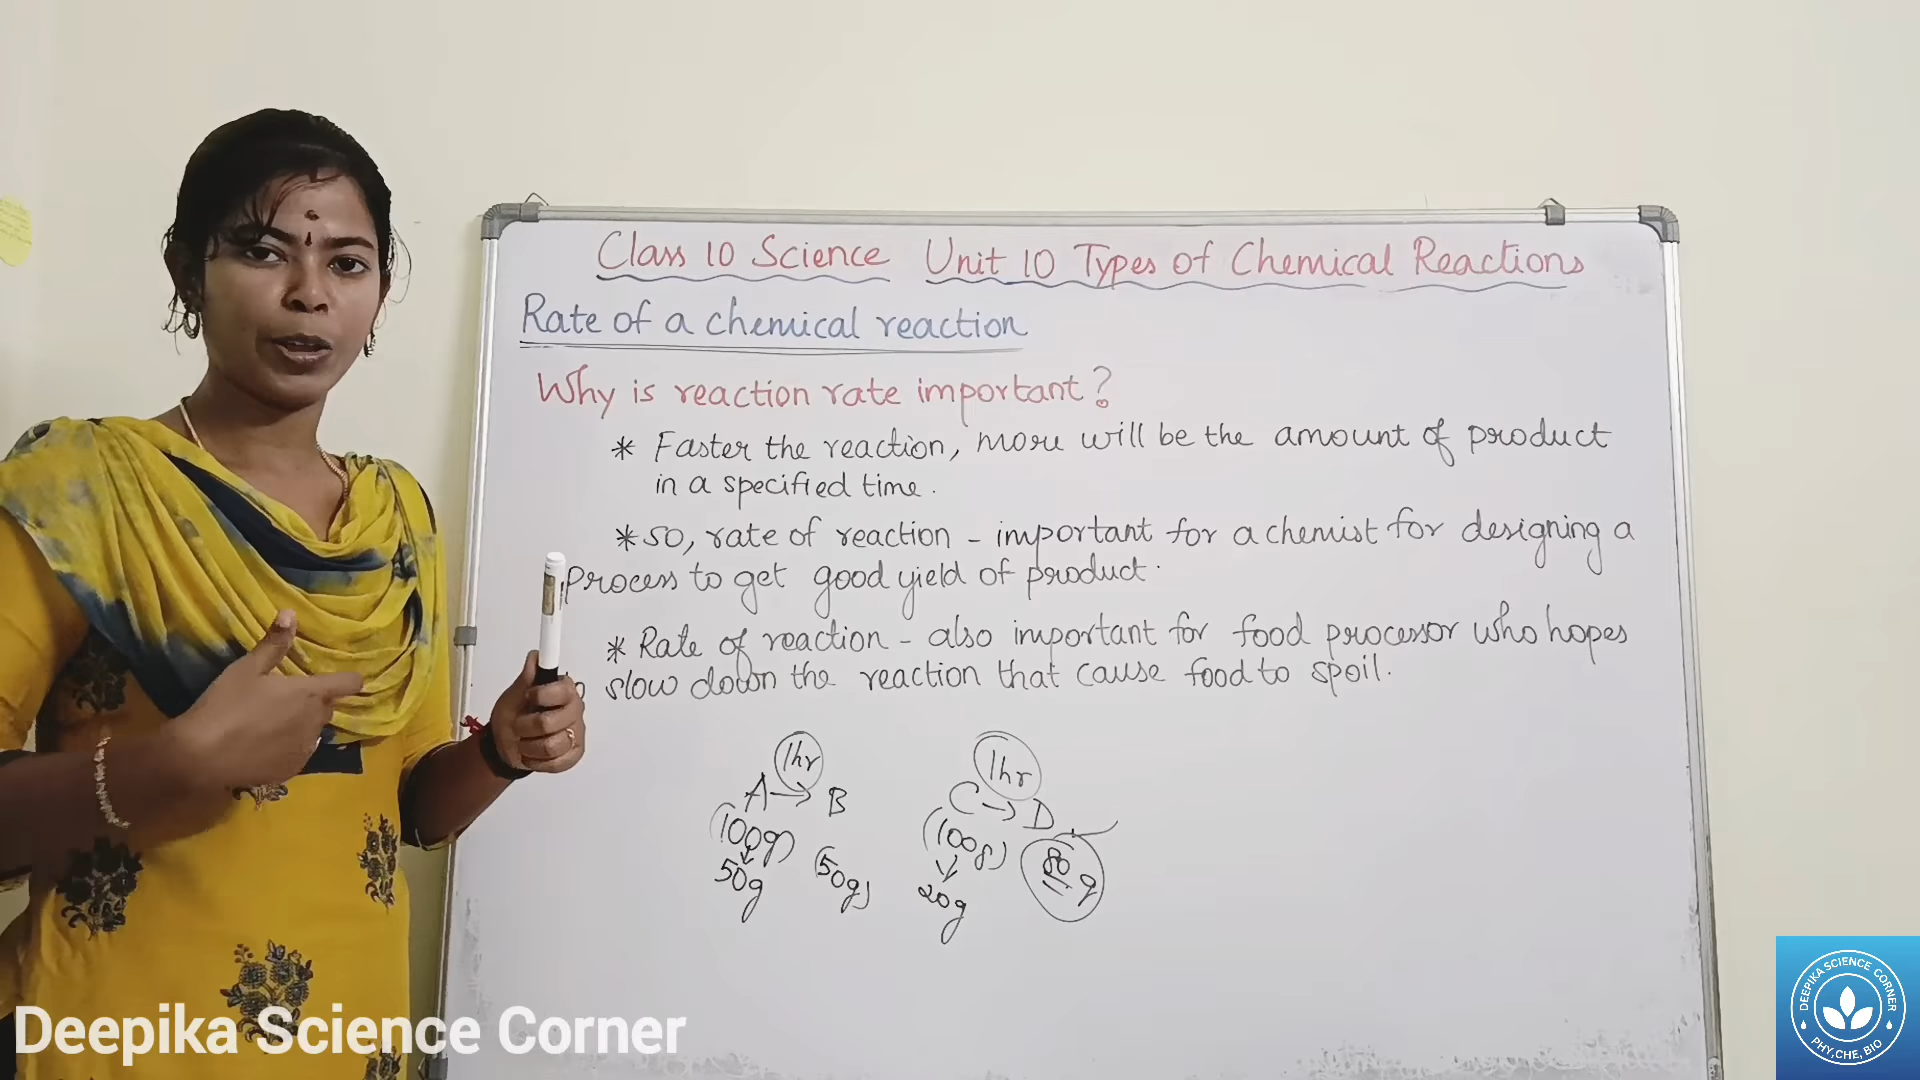 Class 10 Science Unit 10 Types of Chemical Reactions
Rate of a chemical reaction
Why is reaction rate important?
* Faster the reaction, more will be the amount of product
in a specified time.
* so, rate of reaction - important for a chemist for designing a
process to get good yield of product.
* Rate of reaction - also important for food processor who hopes
slow down the reaction that cause food to spoil.
1hr
A → B
(100g)
50g
(50g)
1hr
C → D
(100g)
20g
80 g
Deepika Science Corner
DEEPIKA SCIENCE CORNER
PHY, CHE, BIO